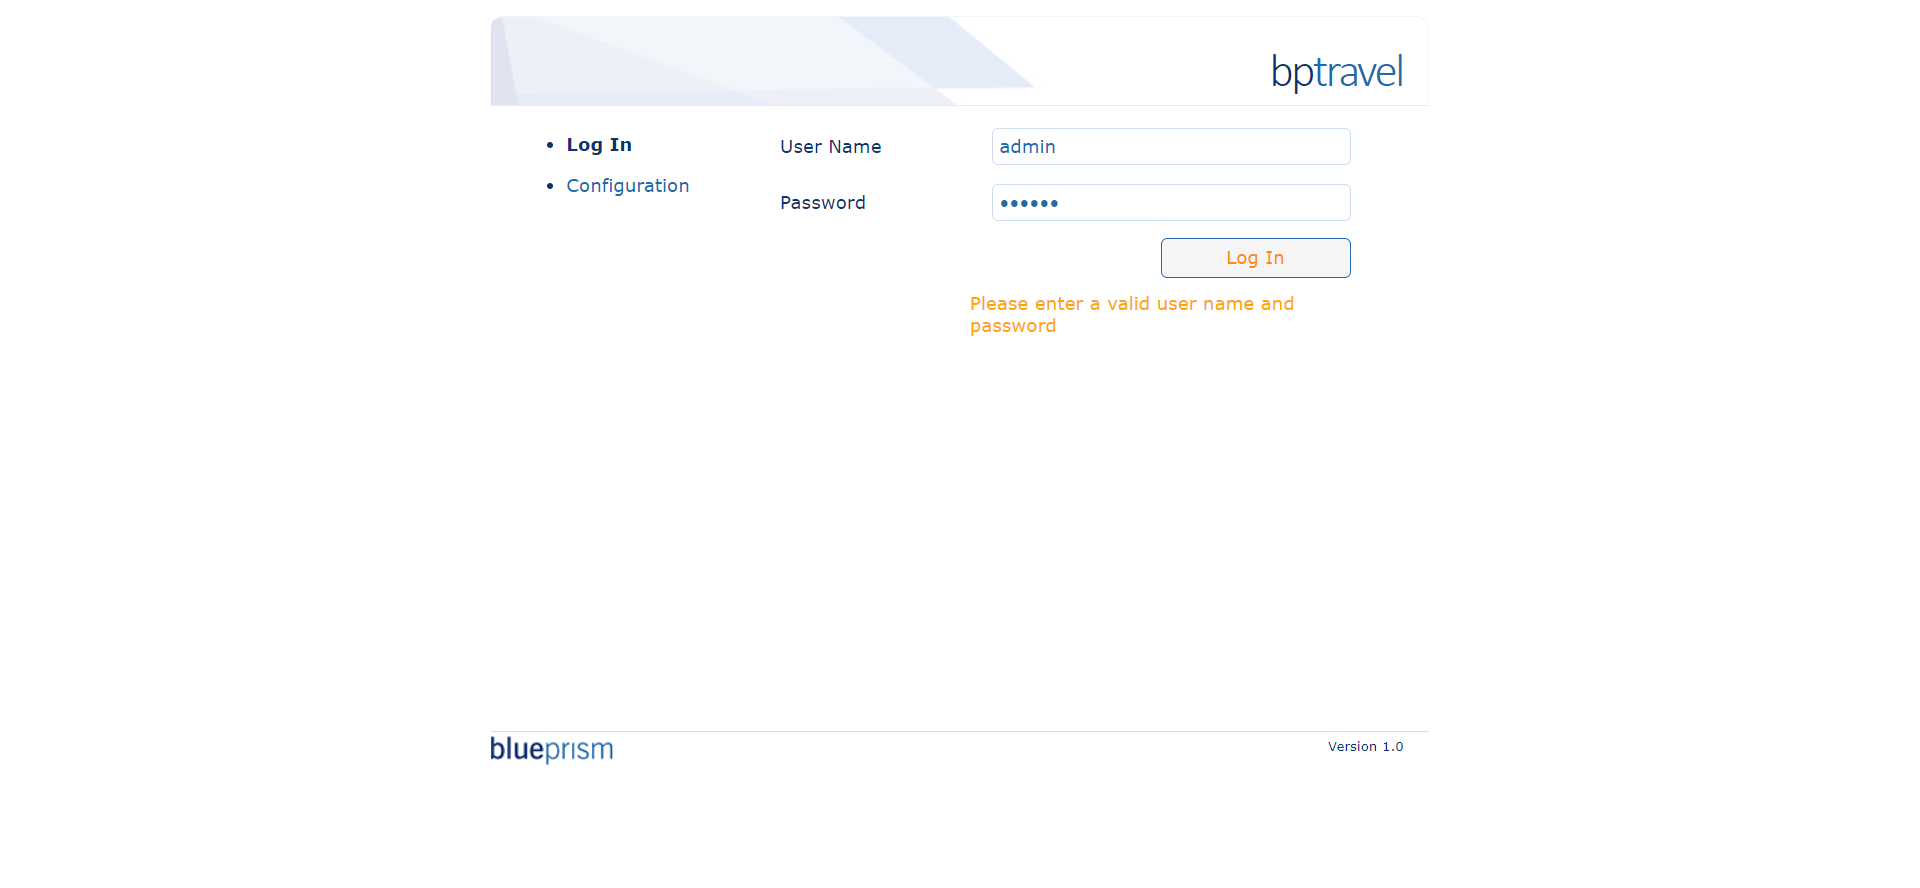 bptravel
Log In
Configuration
User Name
admin
Password
••••••
Log In
Please enter a valid user name and
password
blueprism
Version 1.0